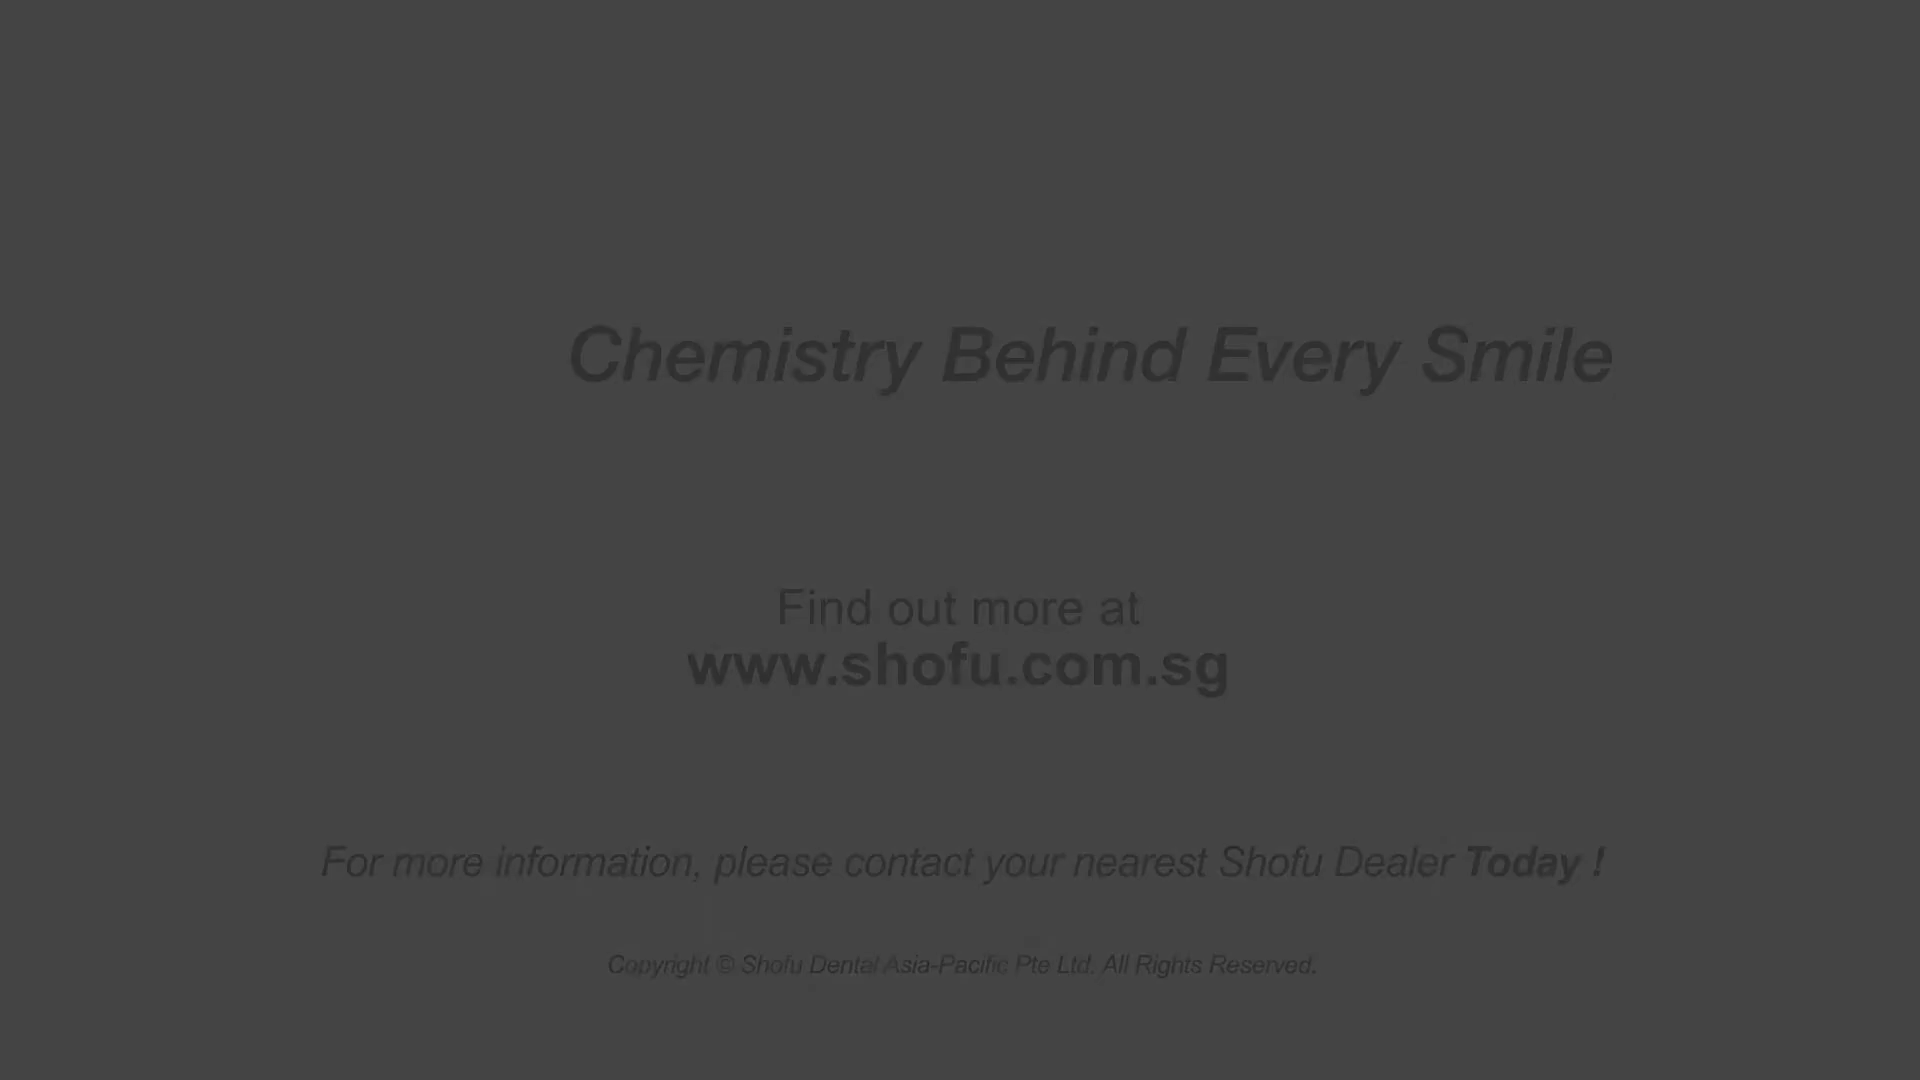 Chemistry Behind Every Smile
Find out more at
www.shofu.com.sg
For more information, please contact your nearest Shofu Dealer Today !
Copyright © Shofu Dental Asia-Pacific Pte Ltd. All Rights Reserved.